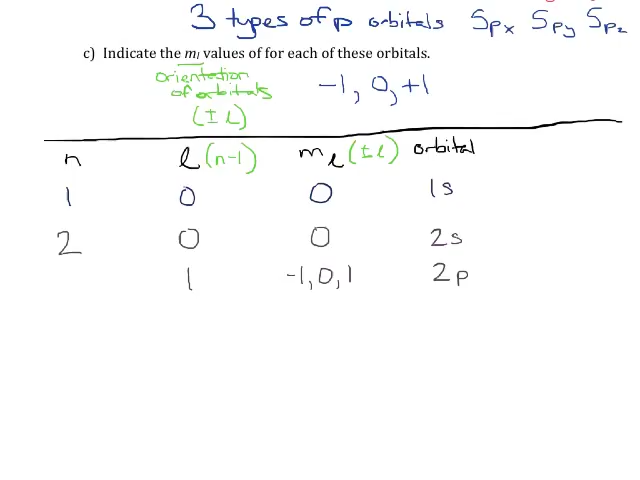 3 types of p orbitals 5px 5py 5pz
c) Indicate the mₗ values of for each of these orbitals.
orientation
of orbitals
(± l)
-1, 0, +1
n l (n-1) mₗ (± l) orbital
1 0 0 1s
2 0 0 2s
1 -1, 0, 1 2p